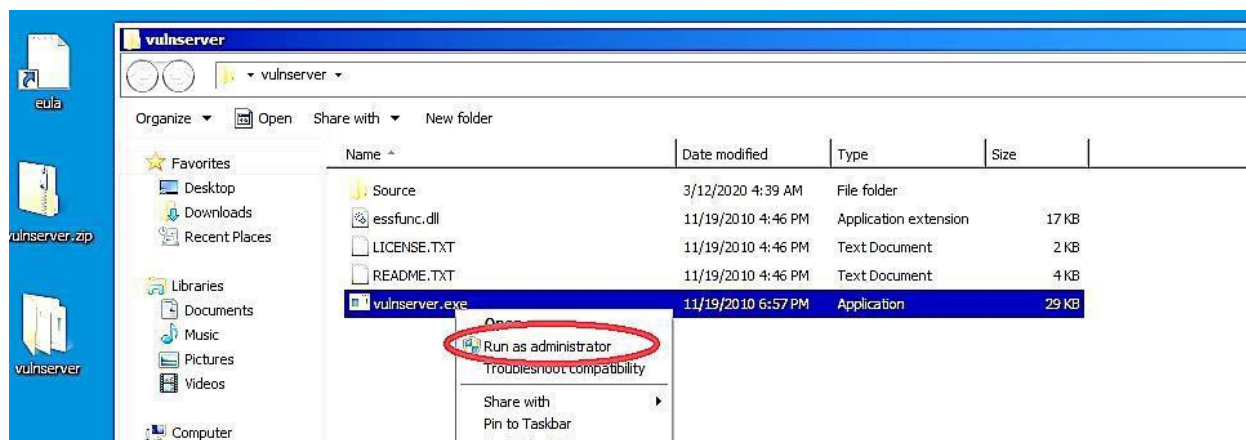 vulnserver
vulnserver
Organize Open Share with New folder
eula
vulnserver.zip
vulnserver
Favorites
Desktop
Downloads
Recent Places
Libraries
Documents
Music
Pictures
Videos
Computer
Name Date modified Type Size
Source 3/12/2020 4:39 AM File folder
essfunc.dll 11/19/2010 4:46 PM Application extension 17 KB
LICENSE.TXT 11/19/2010 4:46 PM Text Document 2 KB
README.TXT 11/19/2010 4:46 PM Text Document 4 KB
vulnserver.exe 11/19/2010 6:57 PM Application 29 KB
Open
Run as administrator
Troubleshoot compatibility
Share with
Pin to Taskbar